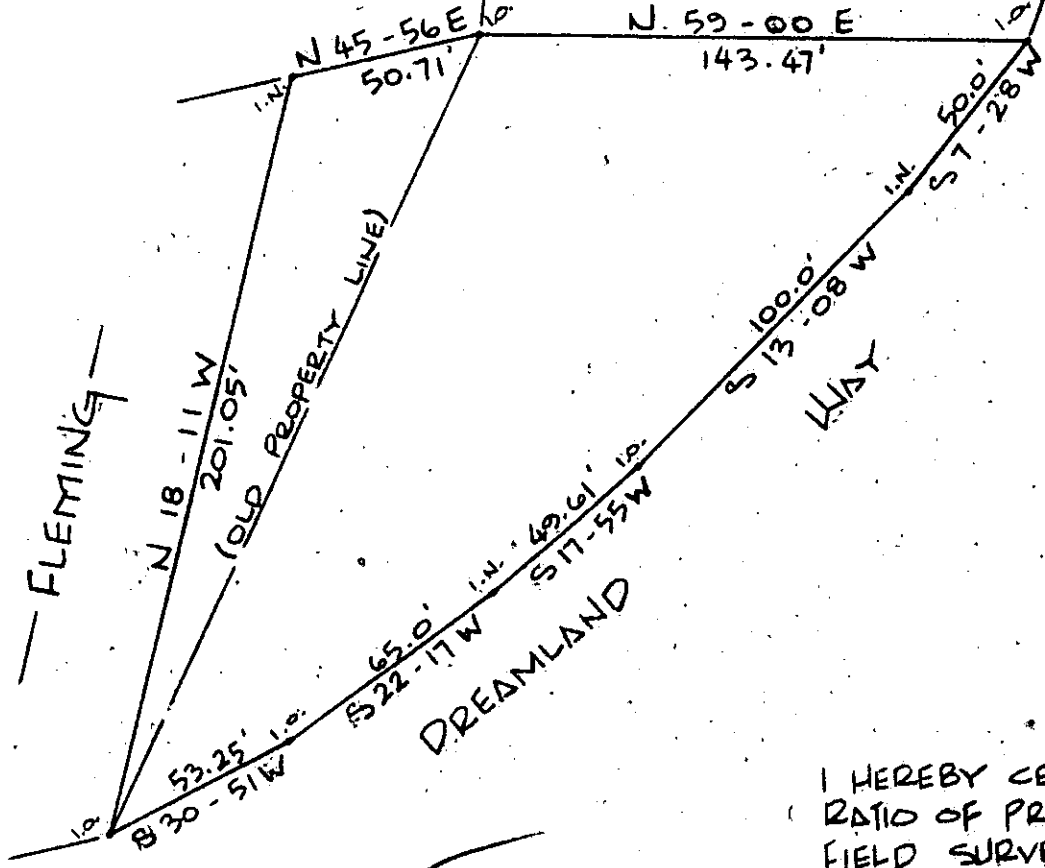 N 45-56 E
50.71'
I.O.
N. 59-00 E
143.47'
I.O.
I.N.
50.0'
S 7-28 W
I.N.
100.0'
S 13-08 W
WAY
(OLD PROPERTY LINE)
N 18-11 W
201.05'
— FLEMING —
I.O.
49.61'
S 17-55 W
I.N.
65.0'
S 22-17 W
DREAMLAND
I.O.
53.25'
S 30-51 W
I.O.
I HEREBY CE
RATIO OF PR
FIELD SURVE